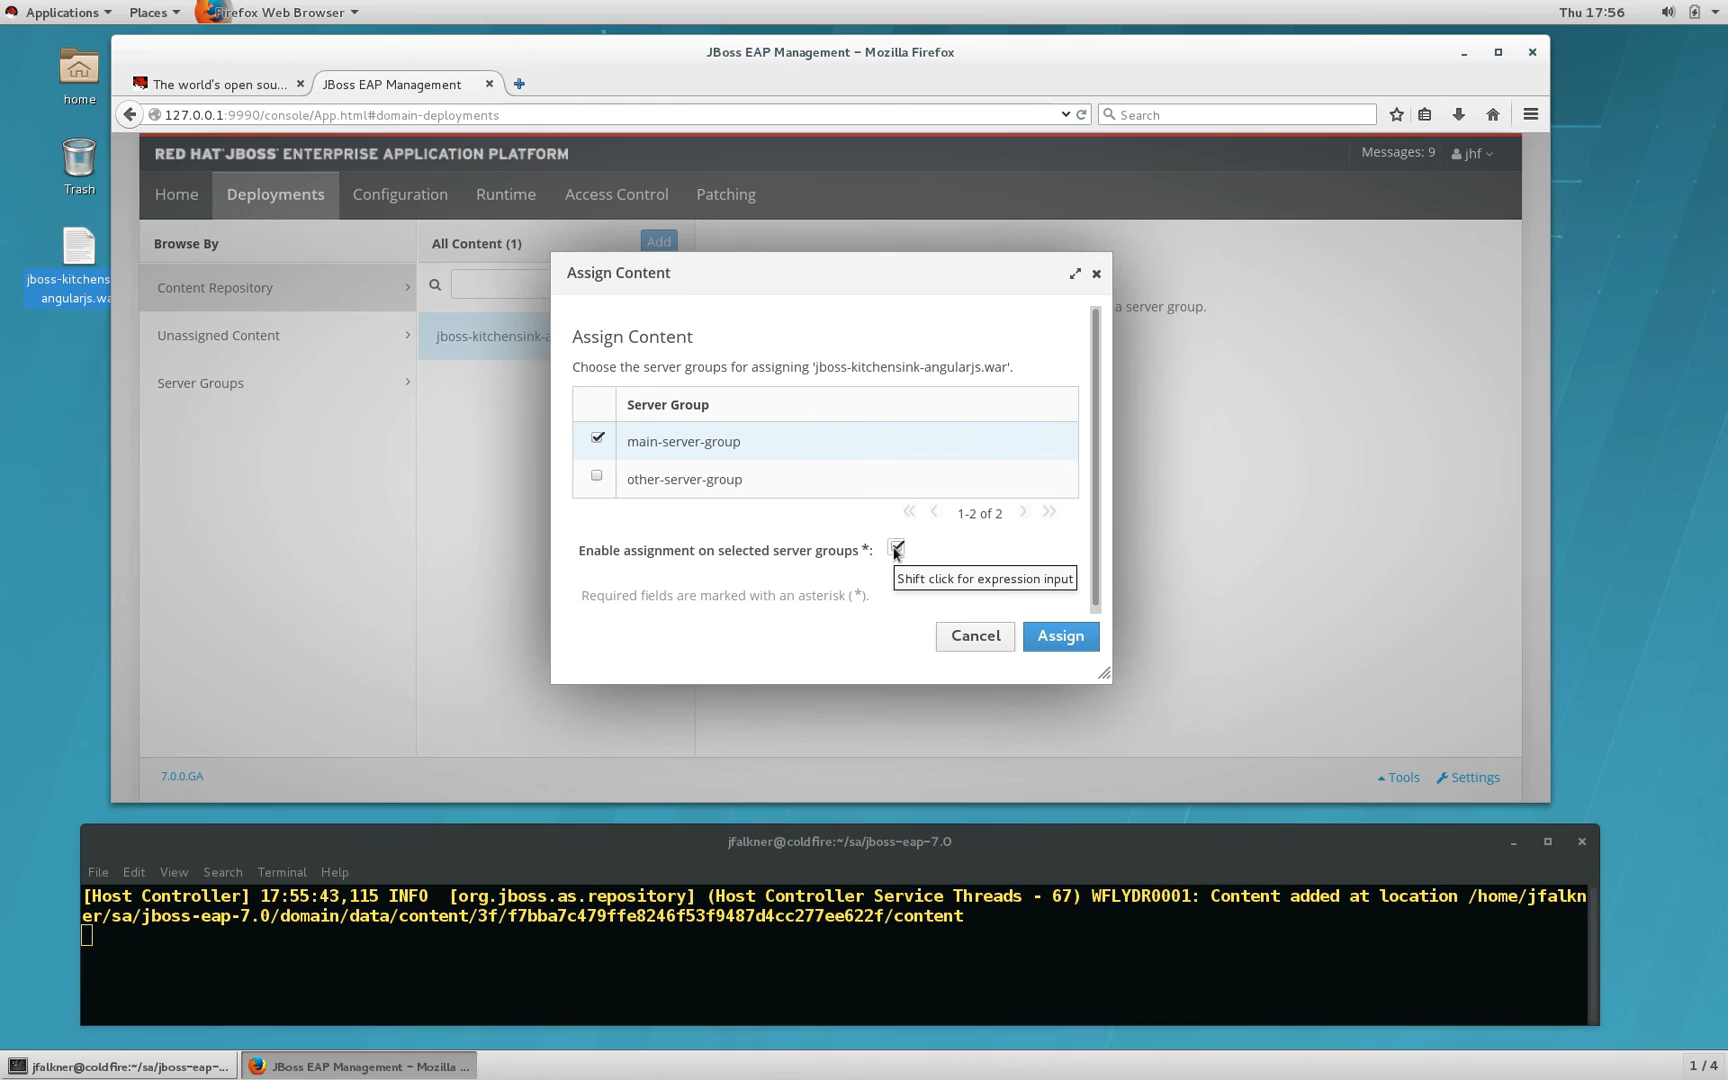 Applications Places Firefox Web Browser Thu 17:56
home
Trash
jboss-kitchens
angularjs.wa
JBoss EAP Management - Mozilla Firefox
The world's open sou... JBoss EAP Management
127.0.0.1:9990/console/App.html#domain-deployments Search
RED HAT JBOSS ENTERPRISE APPLICATION PLATFORM Messages: 9 jhf
Home Deployments Configuration Runtime Access Control Patching
Browse By All Content (1) Add
Content Repository
Unassigned Content
Server Groups
jboss-kitchensink-a
a server group.
Assign Content
Assign Content
Choose the server groups for assigning 'jboss-kitchensink-angularjs.war'.
Server Group
main-server-group
other-server-group
1-2 of 2
Enable assignment on selected server groups *:
Shift click for expression input
Required fields are marked with an asterisk (*).
Cancel Assign
7.0.0.GA Tools Settings
jfalkner@coldfire:~/sa/jboss-eap-7.0
File Edit View Search Terminal Help
[Host Controller] 17:55:43,115 INFO  [org.jboss.as.repository] (Host Controller Service Threads - 67) WFLYDR0001: Content added at location /home/jfalkn
er/sa/jboss-eap-7.0/domain/data/content/3f/f7bba7c479ffe8246f53f9487d4cc277ee622f/content
jfalkner@coldfire:~/sa/jboss-eap-... JBoss EAP Management - Mozilla ... 1 / 4